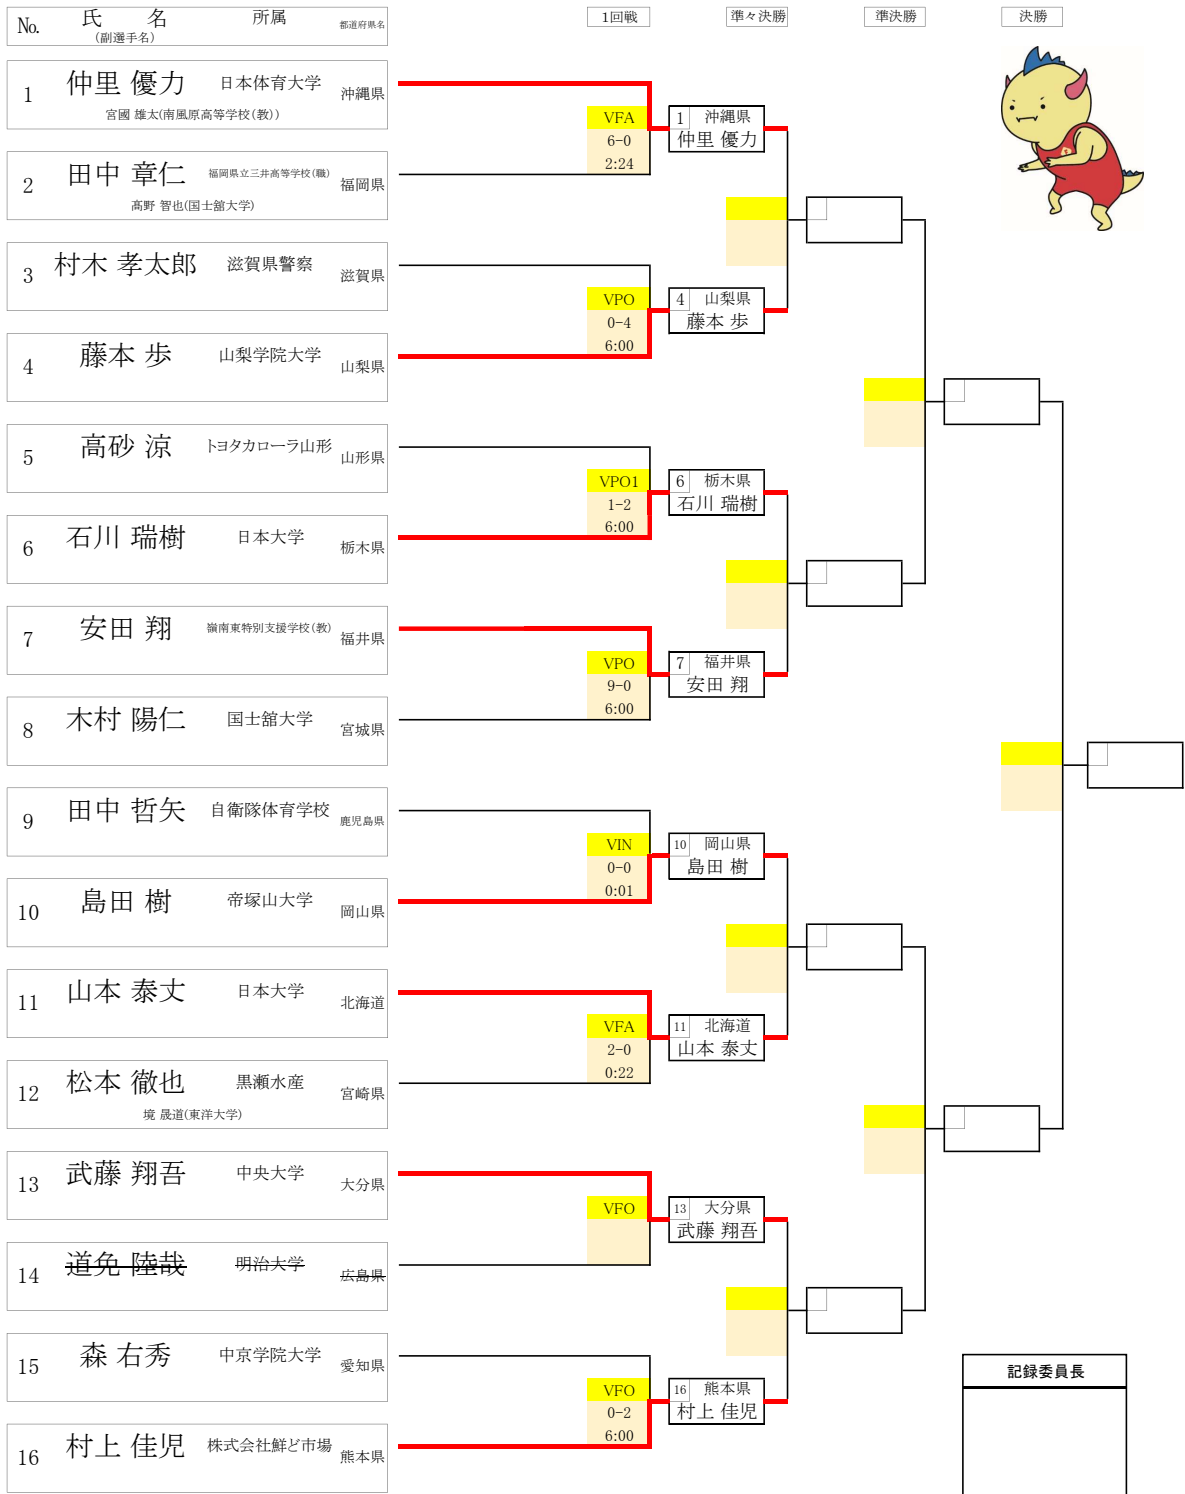 No. 氏 名 所属 都道府県名 1回戦 準々決勝 準決勝 決勝
(副選手名)
1 仲里 優力 日本体育大学 沖縄県
宮國 雄太(南風原高等学校(教))
VFA
6-0
2:24
1 沖縄県
仲里 優力
2 田中 章仁 福岡県立三井高等学校(職) 福岡県
髙野 智也(国士舘大学)
3 村木 孝太郎 滋賀県警察 滋賀県
VPO
0-4
6:00
4 山梨県
藤本 歩
4 藤本 歩 山梨学院大学 山梨県
5 高砂 涼 トヨタカローラ山形 山形県
VPO1
1-2
6:00
6 栃木県
石川 瑞樹
6 石川 瑞樹 日本大学 栃木県
7 安田 翔 嶺南東特別支援学校(教) 福井県
VPO
9-0
6:00
7 福井県
安田 翔
8 木村 陽仁 国士舘大学 宮城県
9 田中 哲矢 自衛隊体育学校 鹿児島県
VIN
0-0
0:01
10 岡山県
島田 樹
10 島田 樹 帝塚山大学 岡山県
11 山本 泰丈 日本大学 北海道
VFA
2-0
0:22
11 北海道
山本 泰丈
12 松本 徹也 黒瀬水産 宮崎県
境 晟道(東洋大学)
13 武藤 翔吾 中央大学 大分県
VFO
13 大分県
武藤 翔吾
14 道免 陸哉 明治大学 広島県
15 森 右秀 中京学院大学 愛知県
VFO
0-2
6:00
16 熊本県
村上 佳児
16 村上 佳児 株式会社鮮ど市場 熊本県
記録委員長